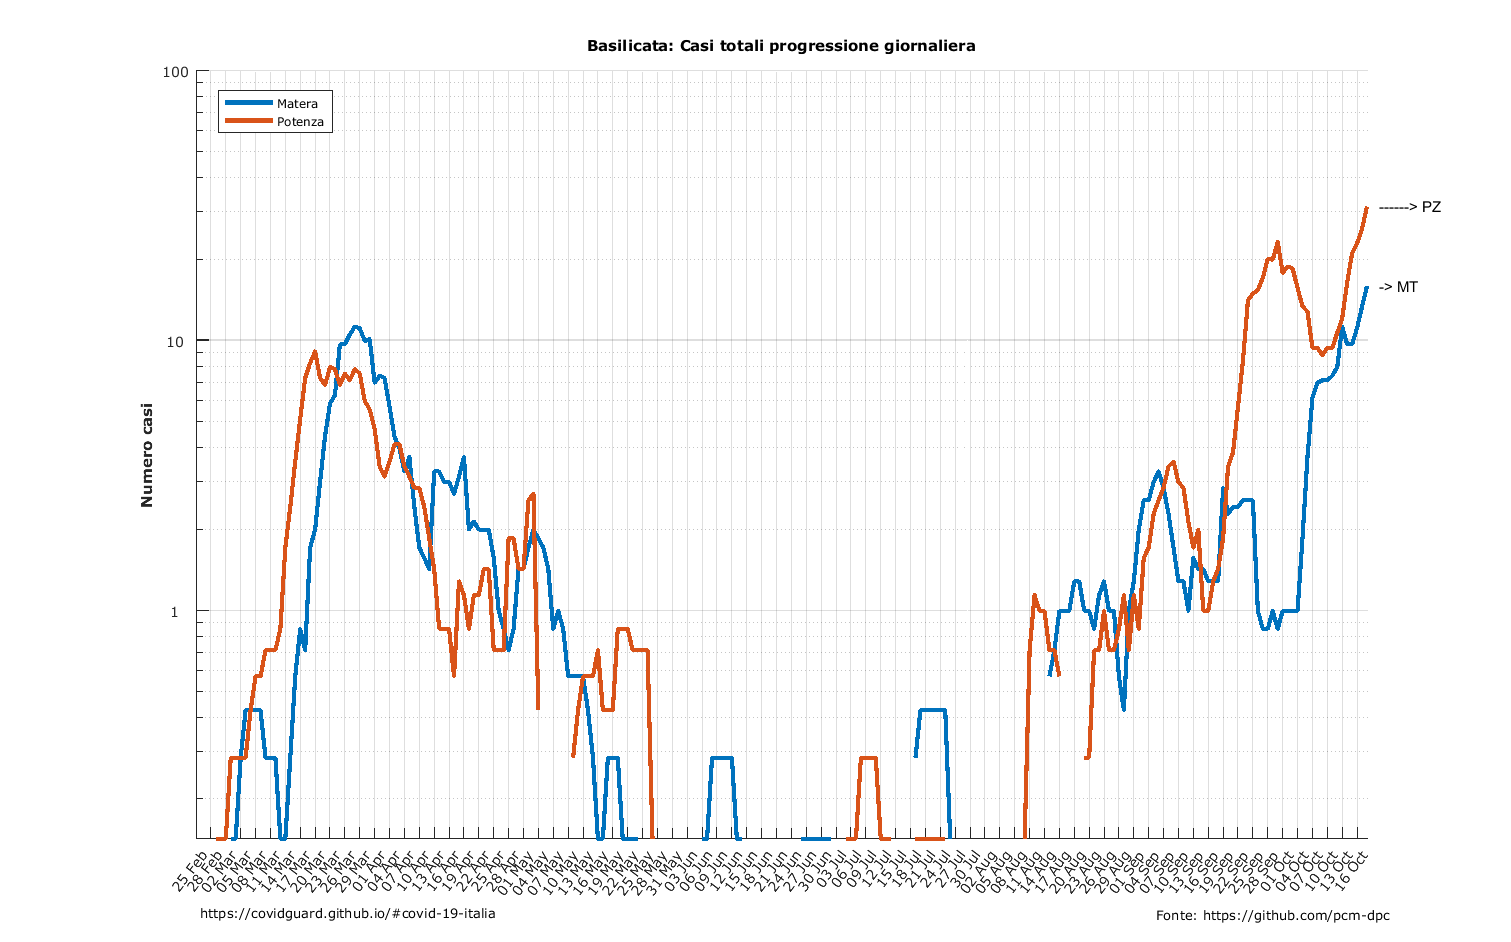 Basilicata: Casi totali progressione giornaliera
Matera
Potenza
Numero casi
100
10
1
------> PZ
-> MT
25 Feb
28 Feb
02 Mar
05 Mar
08 Mar
11 Mar
14 Mar
17 Mar
20 Mar
23 Mar
26 Mar
29 Mar
01 Apr
04 Apr
07 Apr
10 Apr
13 Apr
16 Apr
19 Apr
22 Apr
25 Apr
28 Apr
01 May
04 May
07 May
10 May
13 May
16 May
19 May
22 May
25 May
28 May
31 May
03 Jun
06 Jun
09 Jun
12 Jun
15 Jun
18 Jun
21 Jun
24 Jun
27 Jun
30 Jun
03 Jul
06 Jul
09 Jul
12 Jul
15 Jul
18 Jul
21 Jul
24 Jul
27 Jul
30 Jul
02 Aug
05 Aug
08 Aug
11 Aug
14 Aug
17 Aug
20 Aug
23 Aug
26 Aug
29 Aug
01 Sep
04 Sep
07 Sep
10 Sep
13 Sep
16 Sep
19 Sep
22 Sep
25 Sep
28 Sep
01 Oct
04 Oct
07 Oct
10 Oct
13 Oct
16 Oct
https://covidguard.github.io/#covid-19-italia
Fonte: https://github.com/pcm-dpc